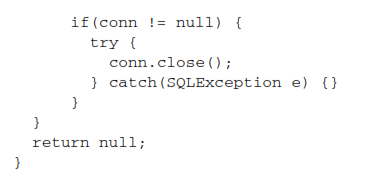 if(conn != null) {
        try {
          conn.close();
        } catch(SQLException e) {}
      }
  }
  return null;
}